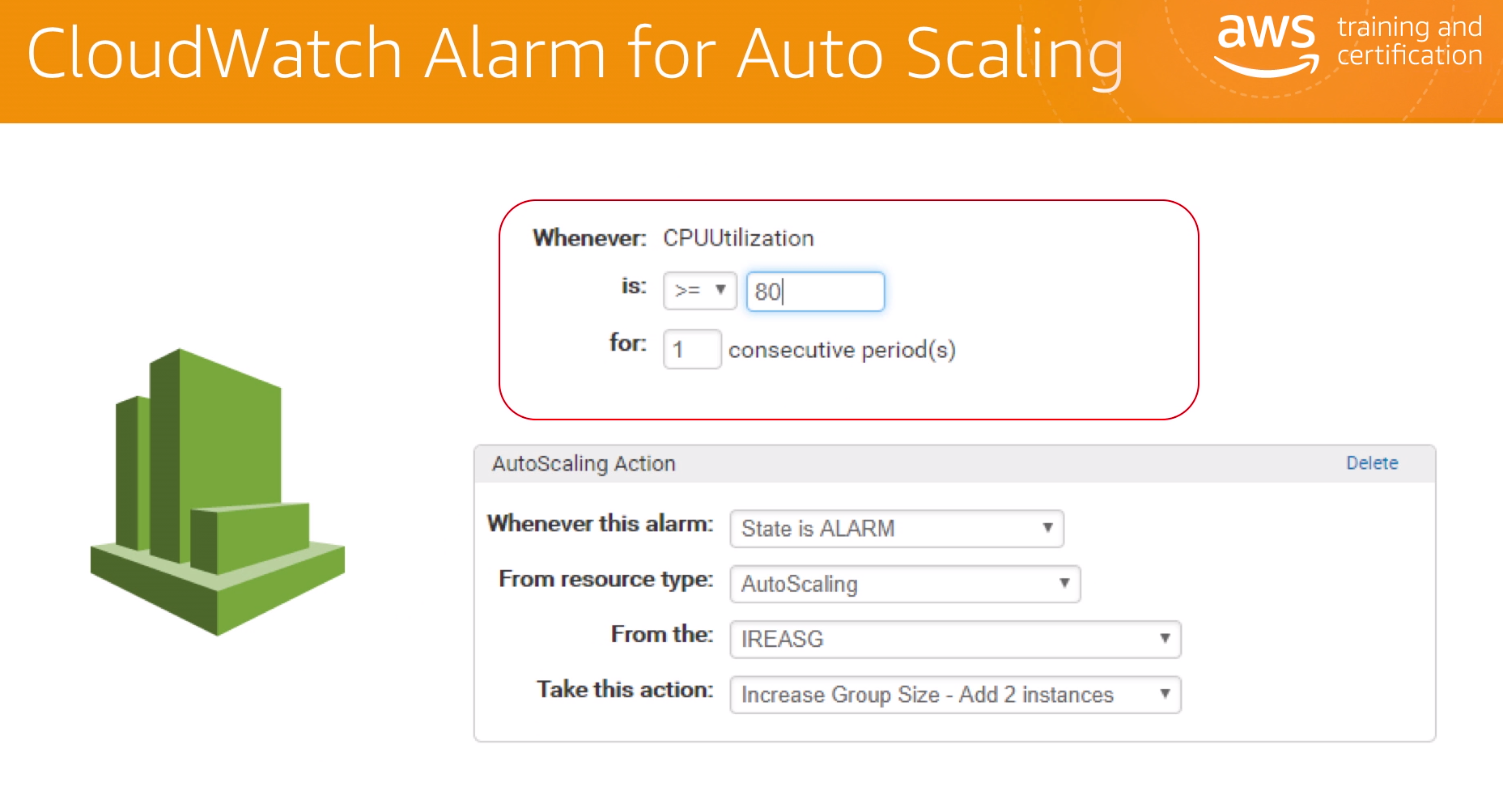 CloudWatch Alarm for Auto Scaling
aws training and
certification
Whenever: CPUUtilization
is: >= ▼ 80
for: 1 consecutive period(s)
AutoScaling Action Delete
Whenever this alarm: State is ALARM ▼
From resource type: AutoScaling ▼
From the: IREASG ▼
Take this action: Increase Group Size - Add 2 instances ▼